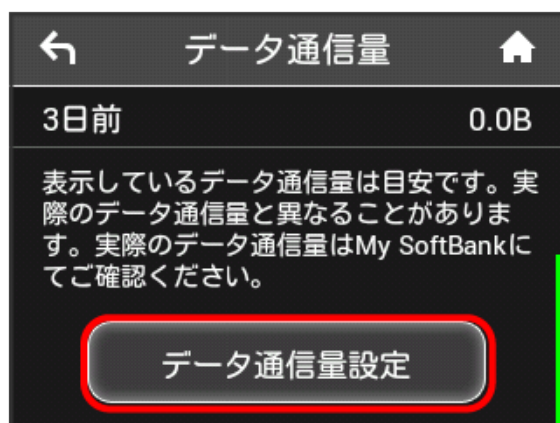 データ通信量
3日前 0.0B
表示しているデータ通信量は目安です。実
際のデータ通信量と異なることがありま
す。実際のデータ通信量はMy SoftBankに
てご確認ください。
データ通信量設定